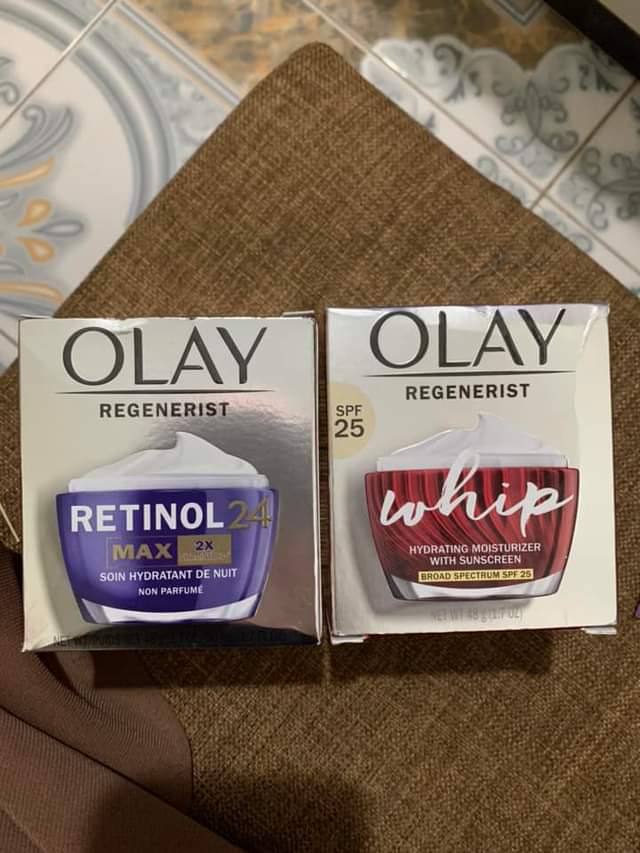 OLAY
REGENERIST
RETINOL24
MAX 2X
SOIN HYDRATANT DE NUIT
NON PARFUMÉ
OLAY
REGENERIST
SPF
25
whip
HYDRATING MOISTURIZER
WITH SUNSCREEN
BROAD SPECTRUM SPF 25
NET WT 48 g (1.7 OZ)